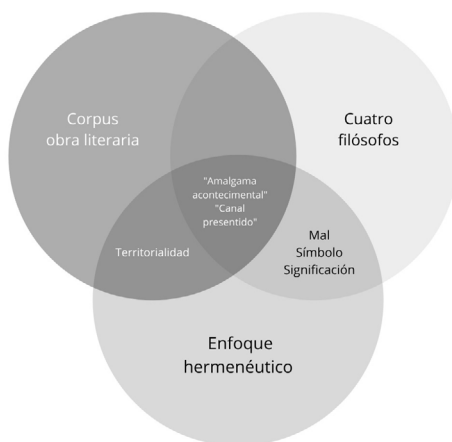 Corpus
obra literaria
Cuatro
filósofos
"Amalgama
acontecimental"
"Canal
presentido"
Territorialidad
Mal
Símbolo
Significación
Enfoque
hermenéutico